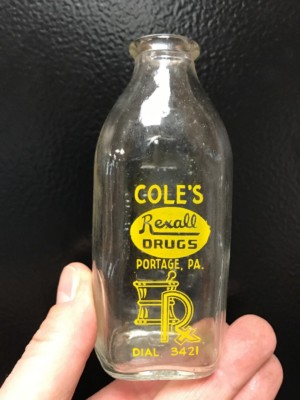 COLE'S
Rexall
DRUGS
PORTAGE, PA.
Rx
DIAL 3421